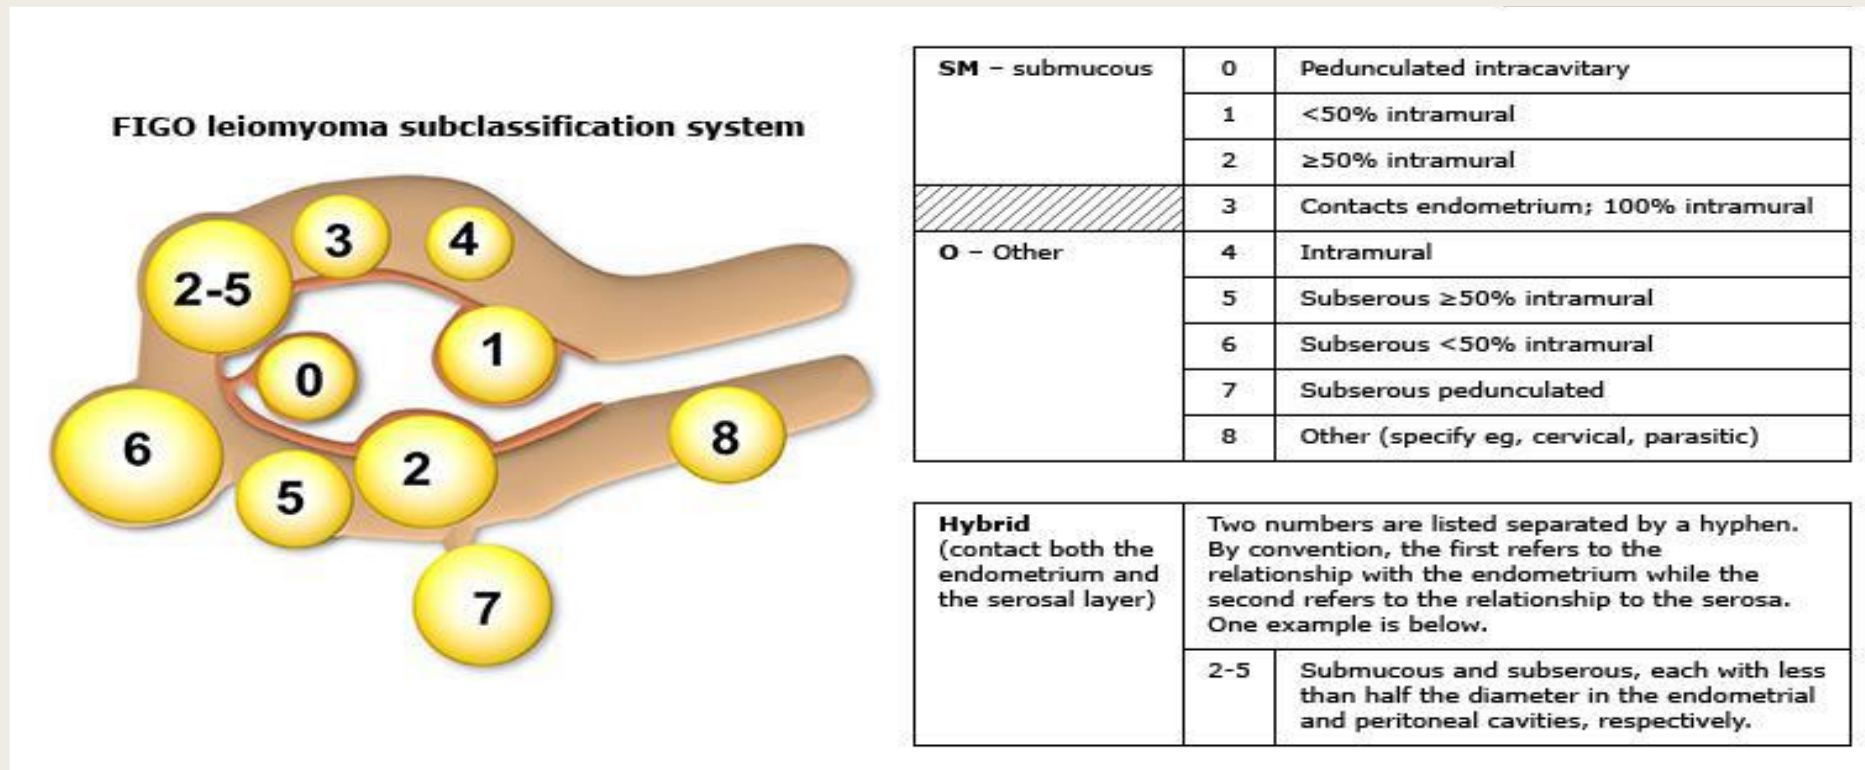 FIGO leiomyoma subclassification system
3
4
2-5
1
0
6
2
8
5
7
SM – submucous 0 Pedunculated intracavitary
1 <50% intramural
2 ≥50% intramural
3 Contacts endometrium; 100% intramural
O – Other 4 Intramural
5 Subserous ≥50% intramural
6 Subserous <50% intramural
7 Subserous pedunculated
8 Other (specify eg, cervical, parasitic)
Hybrid
(contact both the
endometrium and
the serosal layer)
Two numbers are listed separated by a hyphen.
By convention, the first refers to the
relationship with the endometrium while the
second refers to the relationship to the serosa.
One example is below.
2-5 Submucous and subserous, each with less
than half the diameter in the endometrial
and peritoneal cavities, respectively.